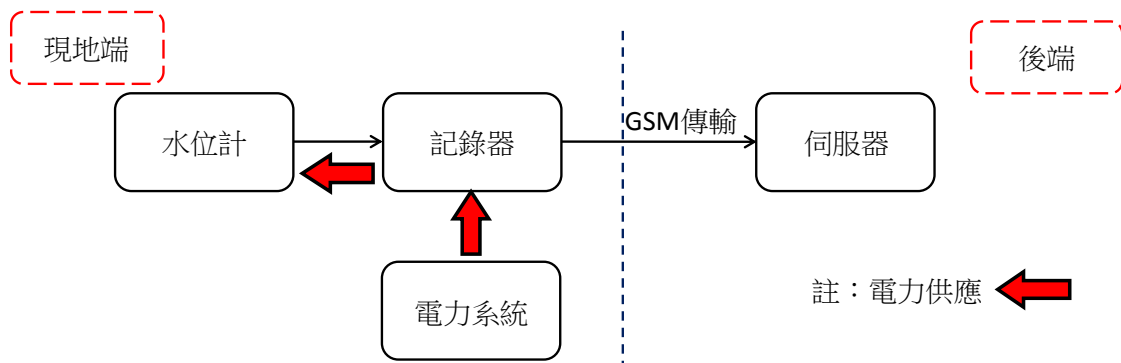 現地端
後端
水位計
記錄器
GSM傳輸
伺服器
電力系統
註：電力供應